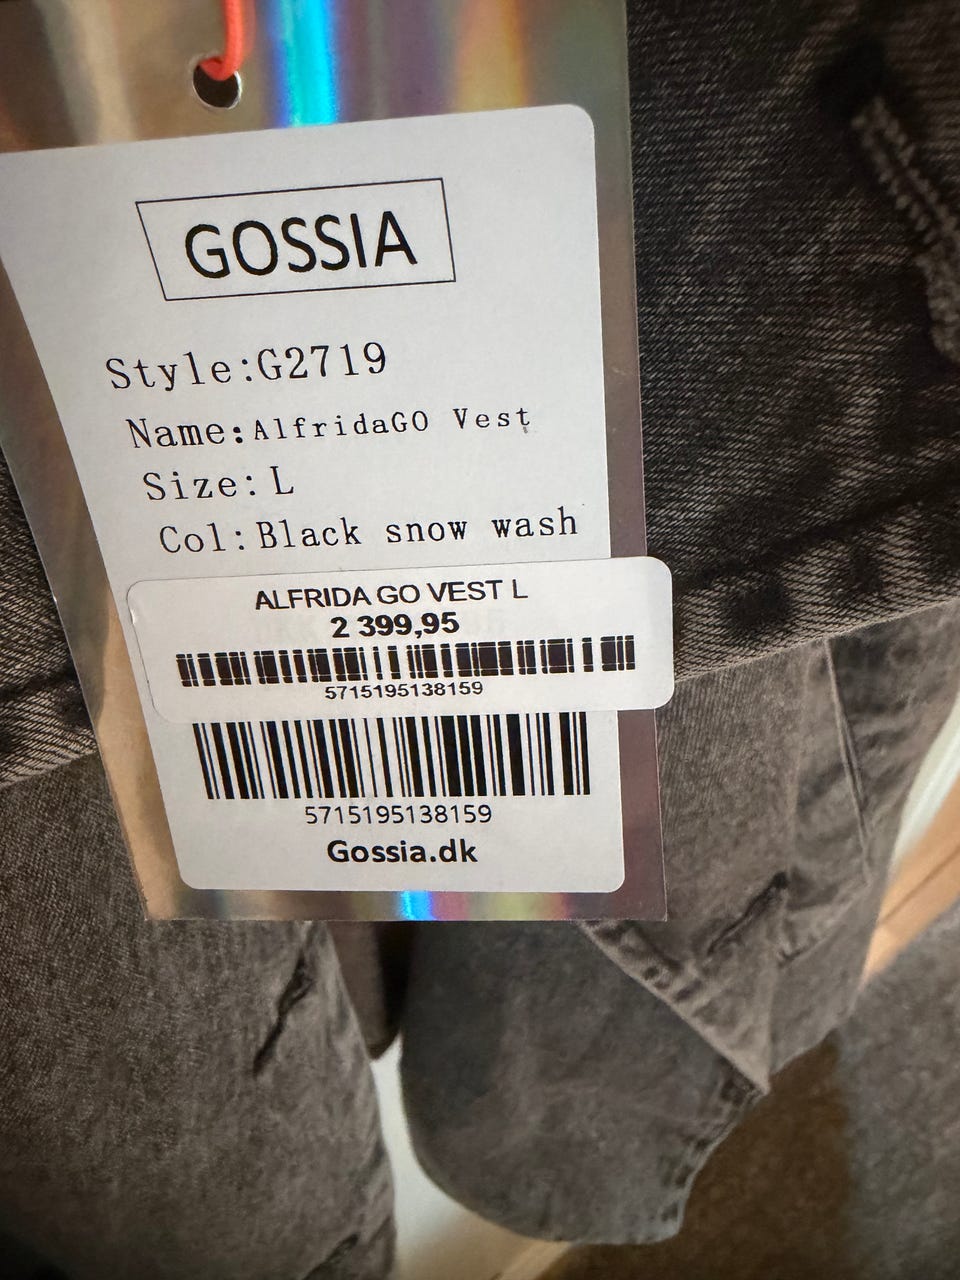 GOSSIA
Style:G2719
Name:AlfridaGO Vest
Size:L
Col:Black snow wash
ALFRIDA GO VEST L
2 399,95
5715195138159
5715195138159
Gossia.dk